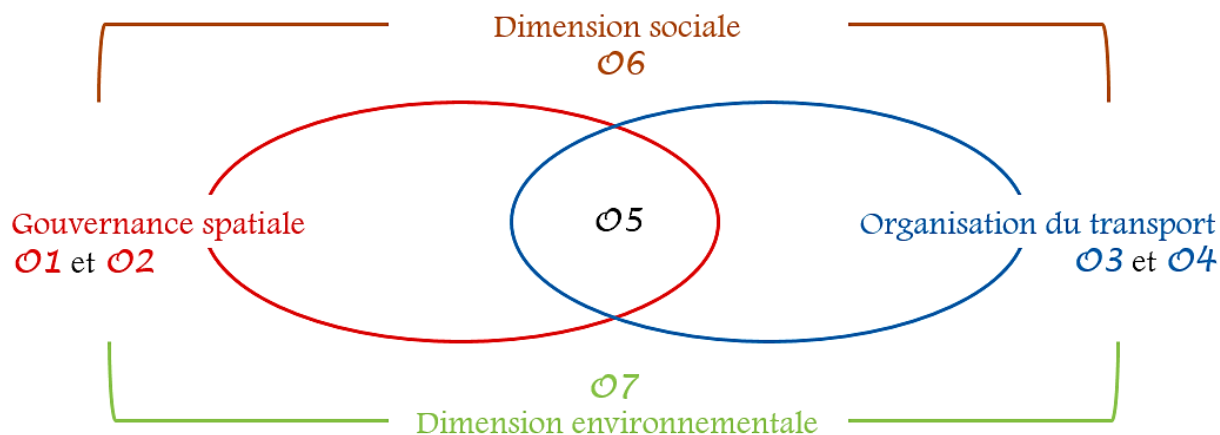 Dimension sociale
O6
Gouvernance spatiale
O1 et O2
O5
Organisation du transport
O3 et O4
O7
Dimension environnementale